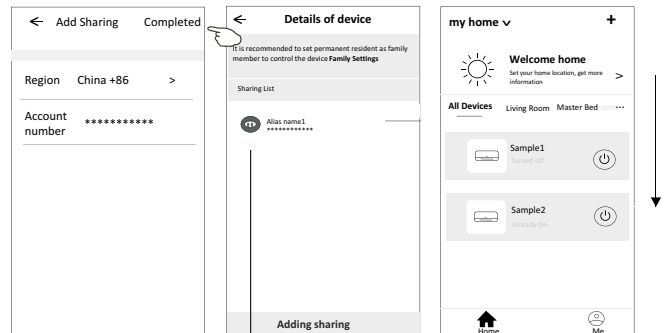 Add Sharing Completed
Region China +86 >
Account
number ***********
Details of device
It is recommended to set permanent resident as family
member to control the device Family Settings
Sharing List
Alias name1
************
Adding sharing
my home
+
Welcome home
Set your home location, get more
information
>
All Devices Living Room Master Bedroom ...
Sample1
Turned off
Sample2
Already On
Home Me